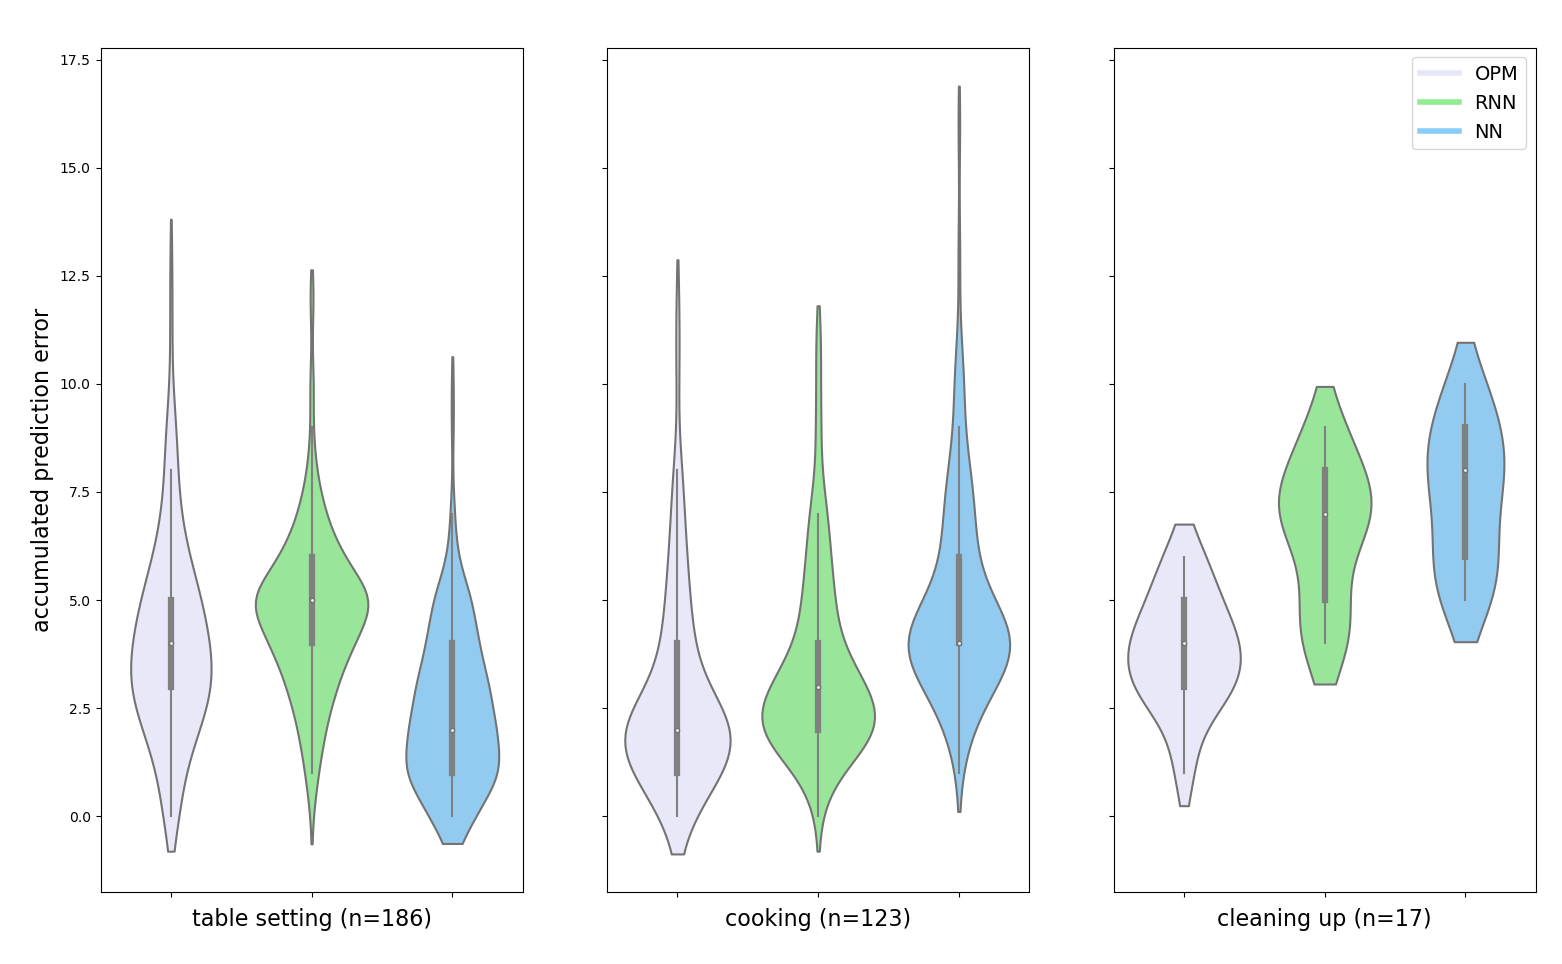 accumulated prediction error
17.5
15.0
12.5
10.0
7.5
5.0
2.5
0.0
table setting (n=186)
cooking (n=123)
cleaning up (n=17)
OPM
RNN
NN